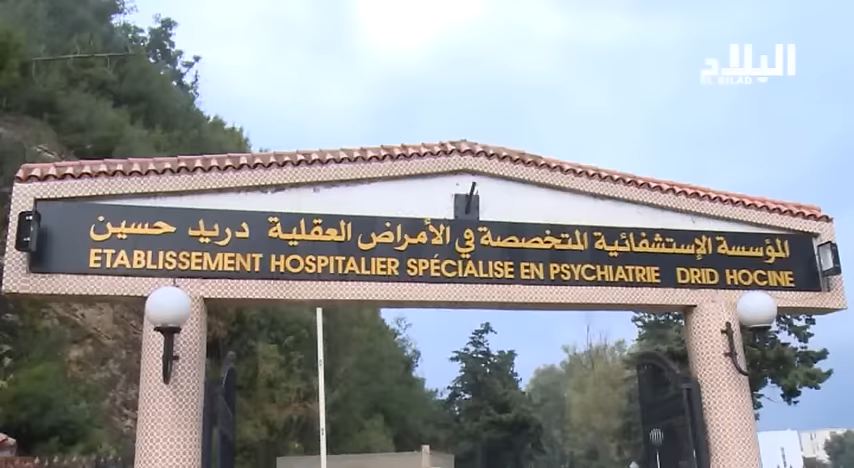 البلاد
EL BILAD
المؤسسة الإستشفائية المتخصصة في الأمراض العقلية دريد حسين
ETABLISSEMENT HOSPITALIER SPÉCIALISE EN PSYCHIATRIE DRID HOCINE